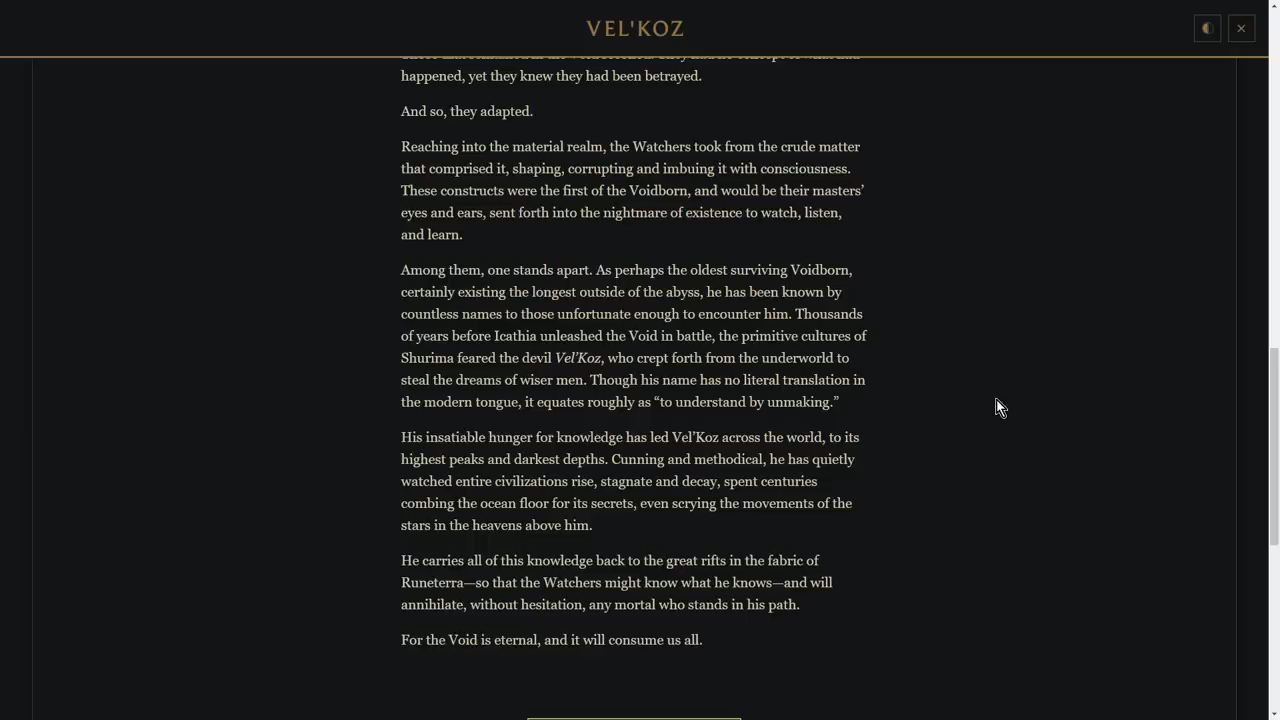 VEL'KOZ
happened, yet they knew they had been betrayed.
And so, they adapted.
Reaching into the material realm, the Watchers took from the crude matter
that comprised it, shaping, corrupting and imbuing it with consciousness.
These constructs were the first of the Voidborn, and would be their masters’
eyes and ears, sent forth into the nightmare of existence to watch, listen,
and learn.
Among them, one stands apart. As perhaps the oldest surviving Voidborn,
certainly existing the longest outside of the abyss, he has been known by
countless names to those unfortunate enough to encounter him. Thousands
of years before Icathia unleashed the Void in battle, the primitive cultures of
Shurima feared the devil Vel’Koz, who crept forth from the underworld to
steal the dreams of wiser men. Though his name has no literal translation in
the modern tongue, it equates roughly as “to understand by unmaking.”
His insatiable hunger for knowledge has led Vel’Koz across the world, to its
highest peaks and darkest depths. Cunning and methodical, he has quietly
watched entire civilizations rise, stagnate and decay, spent centuries
combing the ocean floor for its secrets, even scrying the movements of the
stars in the heavens above him.
He carries all of this knowledge back to the great rifts in the fabric of
Runeterra—so that the Watchers might know what he knows—and will
annihilate, without hesitation, any mortal who stands in his path.
For the Void is eternal, and it will consume us all.